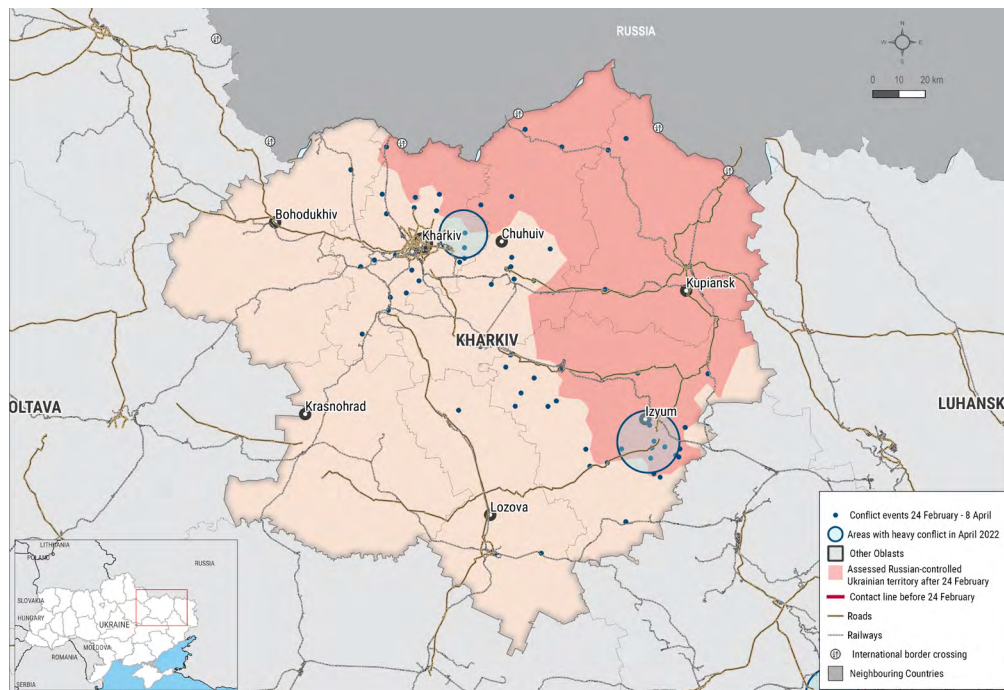 RUSSIA
N
W
E
S
0 10 20 km
Bohodukhiv
Kharkiv
Chuhuiv
Kupiansk
KHARKIV
OLTAVA
Krasnohrad
Izyum
LUHANSK
Lozova
Conflict events 24 February - 8 April
Areas with heavy conflict in April 2022
Other Oblasts
Assessed Russian-controlled
Ukrainian territory after 24 February
Contact line before 24 February
Roads
Railways
International border crossing
Neighbouring Countries
LITHUANIA
POLAND
RUSSIA
SLOVAKIA
HUNGARY
UKRAINE
MOLDOVA
ROMANIA
SERBIA